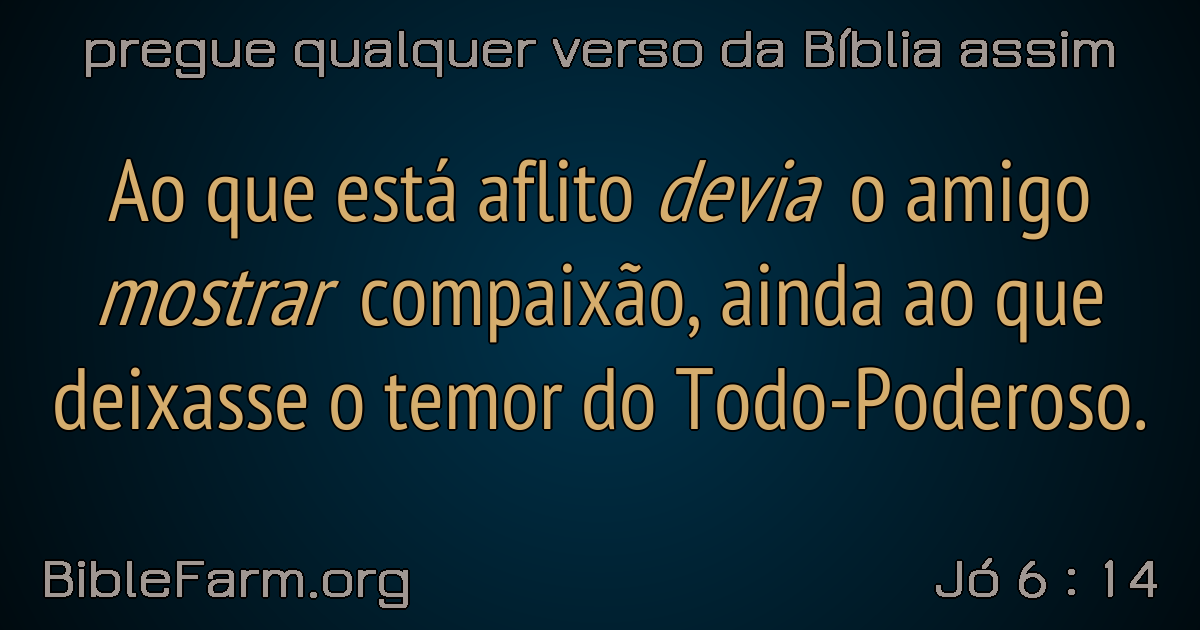 pregue qualquer verso da Bíblia assim
Ao que está aflito devia o amigo
mostrar compaixão, ainda ao que
deixasse o temor do Todo-Poderoso.
BibleFarm.org
Jó 6 : 14